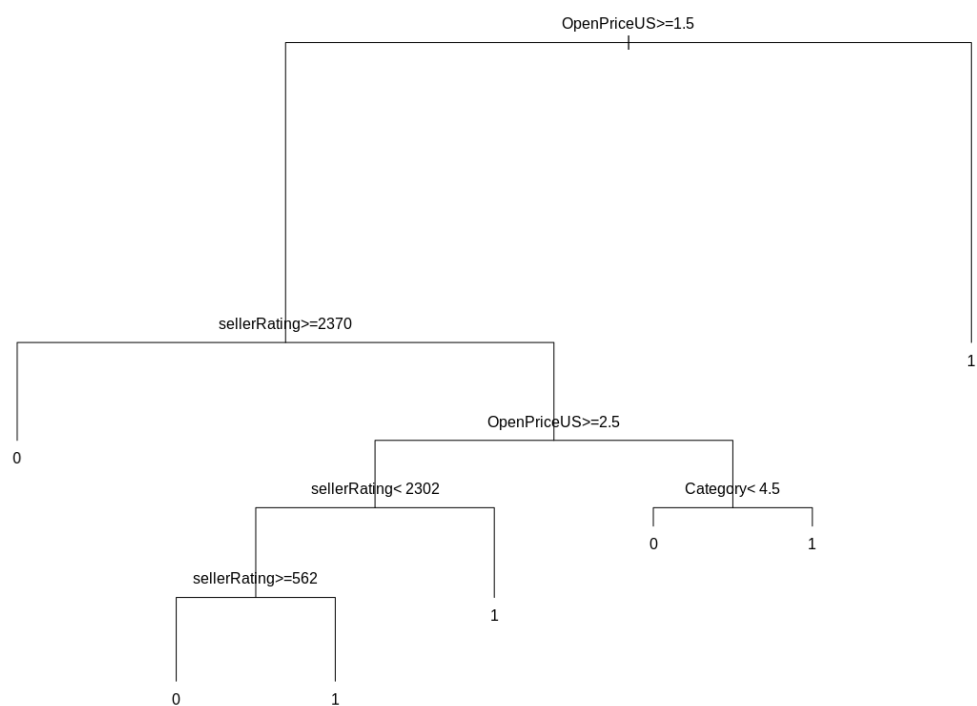 OpenPriceUS>=1.5
sellerRating>=2370
1
OpenPriceUS>=2.5
0
sellerRating< 2302
Category< 4.5
0
1
sellerRating>=562
1
0
1